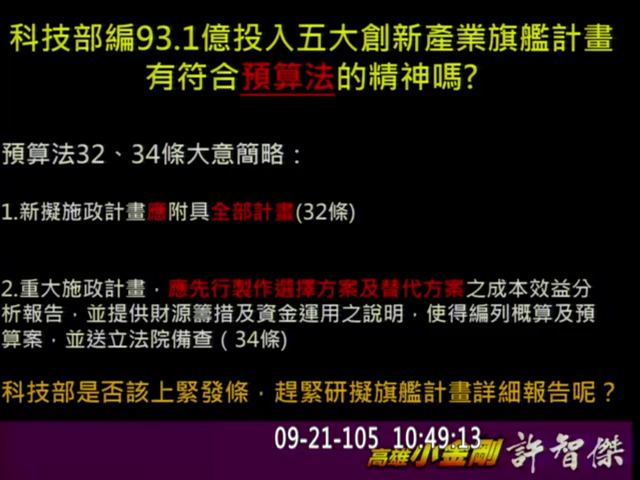 科技部編93.1億投入五大創新產業旗艦計畫
有符合預算法的精神嗎?
預算法32、34條大意簡略：
1.新擬施政計畫應附具全部計畫(32條)
2.重大施政計畫，應先行製作選擇方案及替代方案之成本效益分
析報告，並提供財源籌措及資金運用之說明，使得編列概算及預
算案，並送立法院備查（34條)
科技部是否該上緊發條，趕緊研擬旗艦計畫詳細報告呢？
09-21-105 10:49:13
高雄小金剛 許智傑